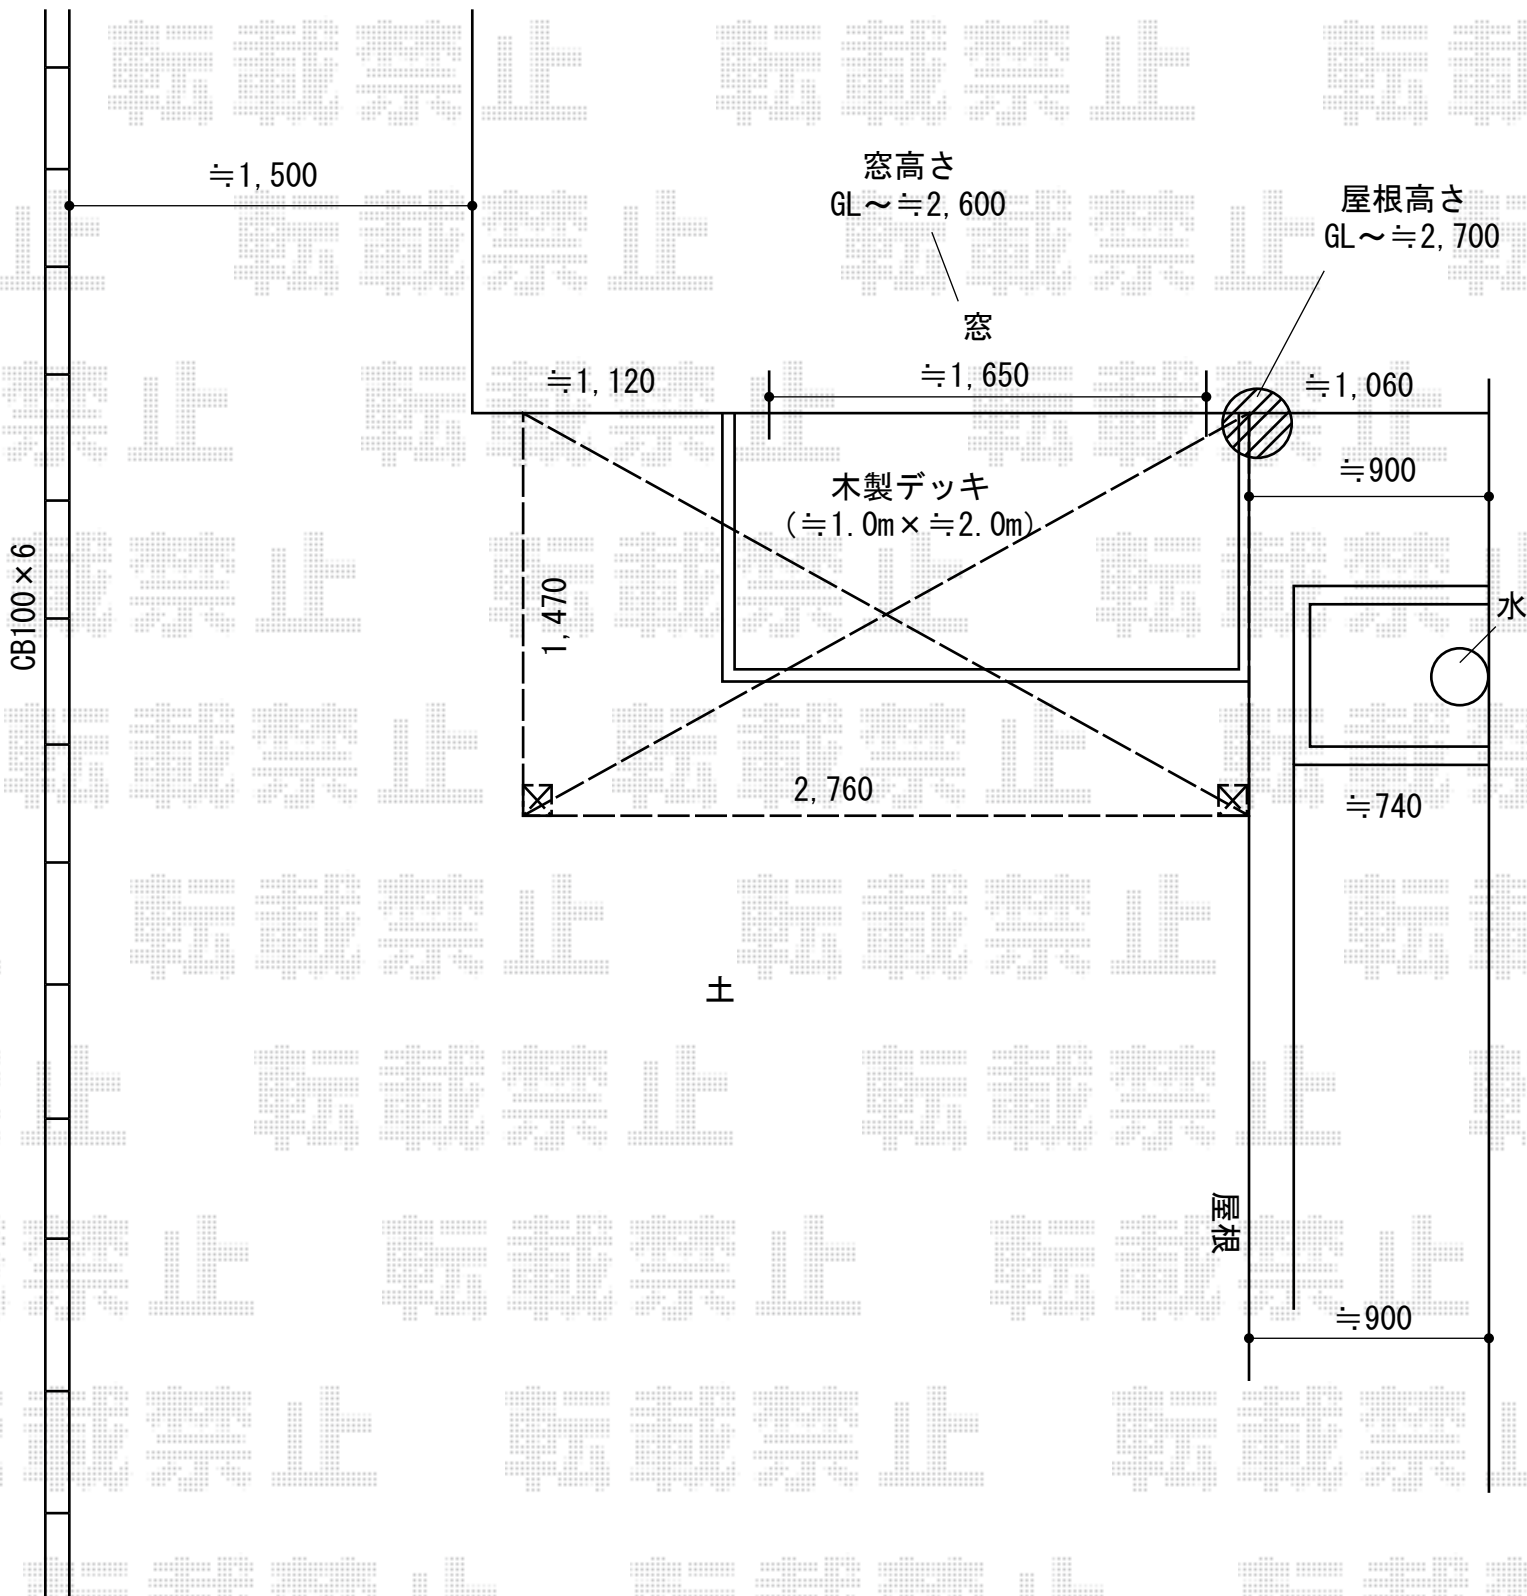 ≒1,500
窓高さ
GL～≒2,600
屋根高さ
GL～≒2,700
窓
≒1,120
≒1,650
≒1,060
≒900
木製デッキ
(≒1.0m×≒2.0m)
CB100×6
1,470
水
2,760
≒740
土
屋根
≒900
転載禁止